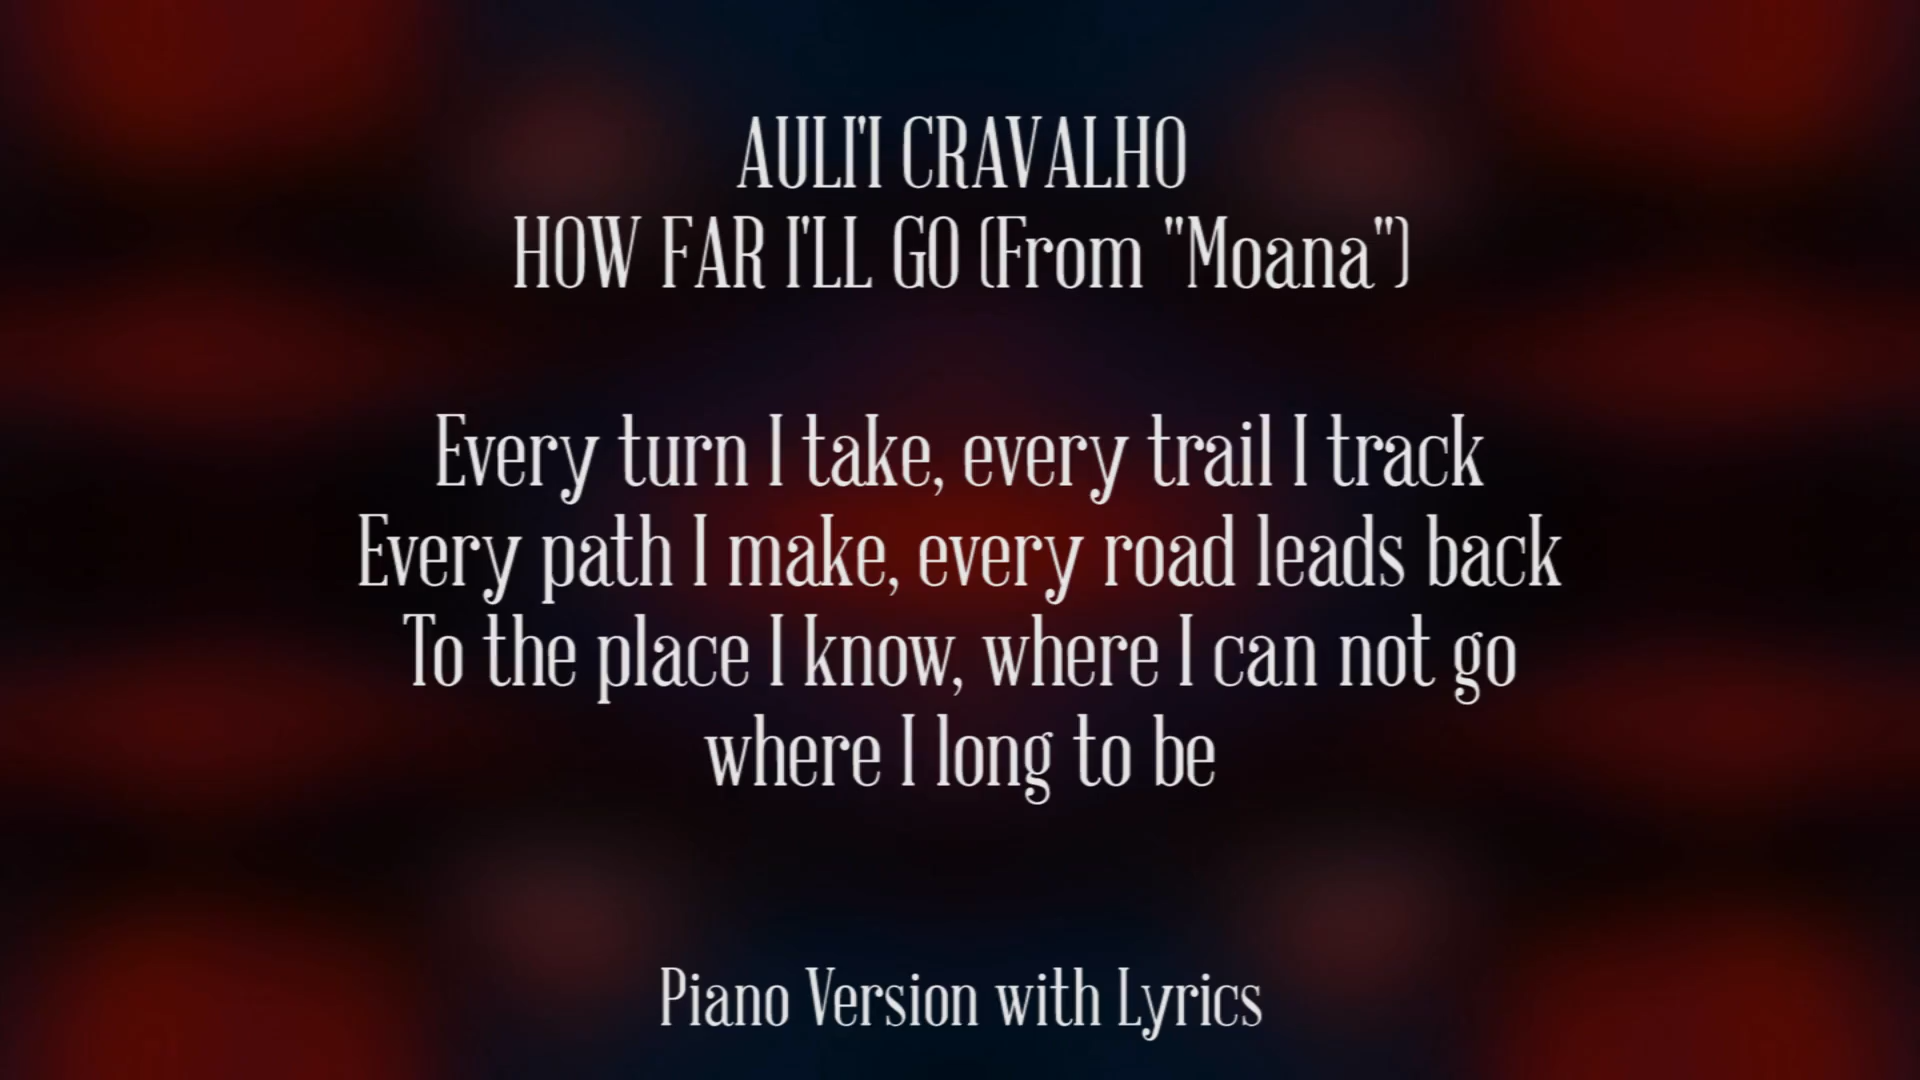 AULI'I CRAVALHO
HOW FAR I'LL GO (From "Moana")
Every turn I take, every trail I track
Every path I make, every road leads back
To the place I know, where I can not go
where I long to be
Piano Version with Lyrics